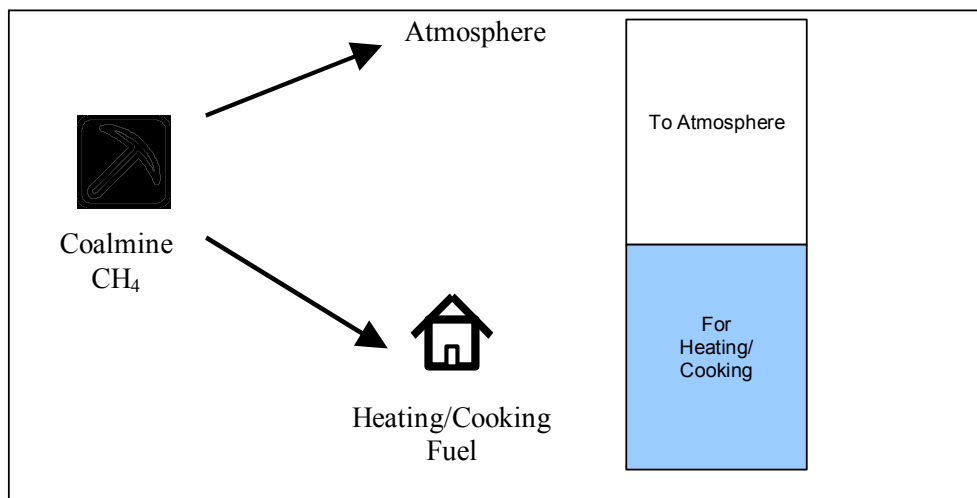 Atmosphere
To Atmosphere
Coalmine
CH₄
For
Heating/
Cooking
Heating/Cooking
Fuel